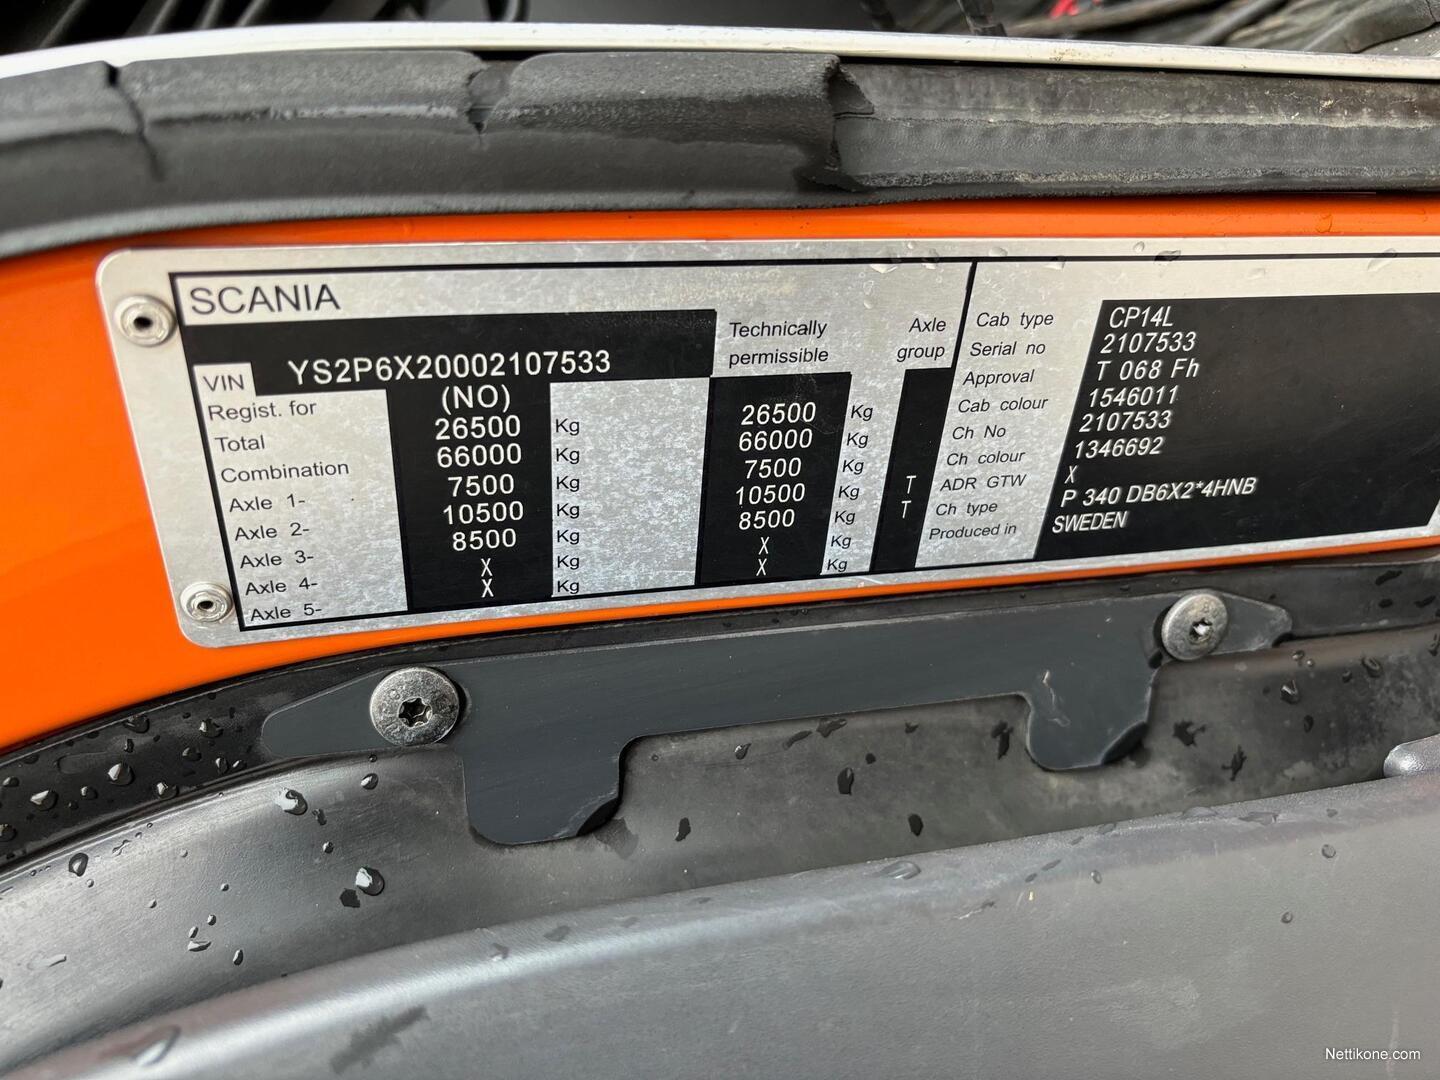 SCANIA
VIN YS2P6X20002107533
Regist. for (NO)
Total 26500 Kg
Combination 66000 Kg
Axle 1- 7500 Kg
Axle 2- 10500 Kg
Axle 3- 8500 Kg
Axle 4- X Kg
Axle 5- X Kg
Technically
permissible
26500 Kg
66000 Kg
7500 Kg
10500 Kg
8500 Kg
X Kg
X Kg
Axle
group
T
T
Cab type CP14L
Serial no 2107533
Approval T 068 Fh
Cab colour 1546011
Ch No 2107533
Ch colour 1346692
ADR GTW X
Ch type P 340 DB6X2*4HNB
Produced in SWEDEN
Nettikone.com